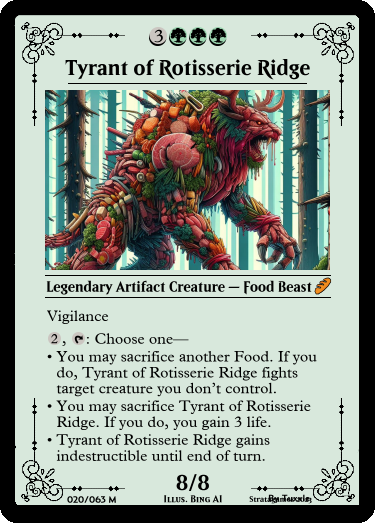 3
Tyrant of Rotisserie Ridge
Legendary Artifact Creature — Food Beast
Vigilance
2, : Choose one—
• You may sacrifice another Food. If you
do, Tyrant of Rotisserie Ridge fights
target creature you don't control.
• You may sacrifice Tyrant of Rotisserie
Ridge. If you do, you gain 3 life.
• Tyrant of Rotisserie Ridge gains
indestructible until end of turn.
8/8
020/063 M
Illus. Bing AI
By Tuxxle